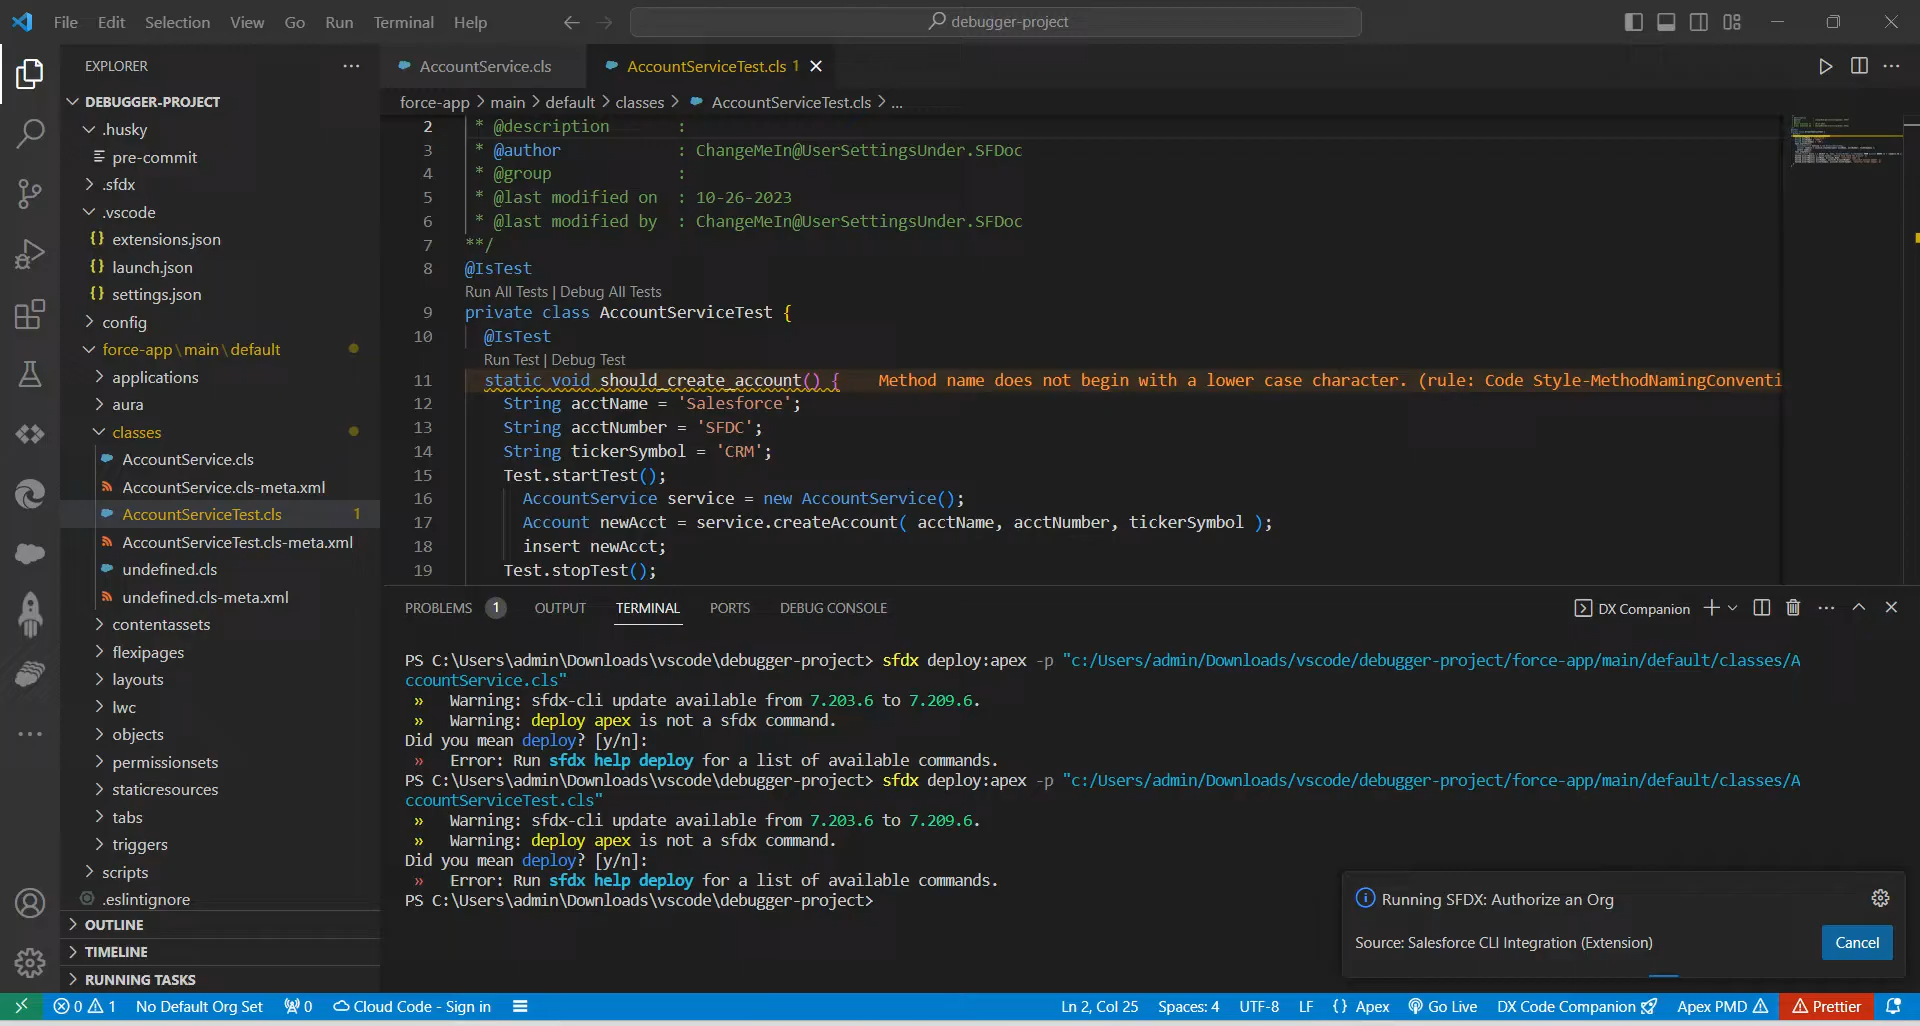 File Edit Selection View Go Run Terminal Help
debugger-project
EXPLORER
DEBUGGER-PROJECT
.husky
pre-commit
.sfdx
.vscode
extensions.json
launch.json
settings.json
config
force-app\main\default
applications
aura
classes
AccountService.cls
AccountService.cls-meta.xml
AccountServiceTest.cls 1
AccountServiceTest.cls-meta.xml
undefined.cls
undefined.cls-meta.xml
contentassets
flexipages
layouts
lwc
objects
permissionsets
staticresources
tabs
triggers
scripts
.eslintignore
OUTLINE
TIMELINE
RUNNING TASKS
AccountService.cls
AccountServiceTest.cls 1
force-app > main > default > classes > AccountServiceTest.cls > ...
2 * @description :
3 * @author : ChangeMeIn@UserSettingsUnder.SFDoc
4 * @group :
5 * @last modified on : 10-26-2023
6 * @last modified by : ChangeMeIn@UserSettingsUnder.SFDoc
7 **/
8 @IsTest
Run All Tests | Debug All Tests
9 private class AccountServiceTest {
10 @IsTest
Run Test | Debug Test
11 static void should_create_account() { Method name does not begin with a lower case character. (rule: Code Style-MethodNamingConventi
12 String acctName = 'Salesforce';
13 String acctNumber = 'SFDC';
14 String tickerSymbol = 'CRM';
15 Test.startTest();
16 AccountService service = new AccountService();
17 Account newAcct = service.createAccount( acctName, acctNumber, tickerSymbol );
18 insert newAcct;
19 Test.stopTest();
PROBLEMS 1 OUTPUT TERMINAL PORTS DEBUG CONSOLE
DX Companion
PS C:\Users\admin\Downloads\vscode\debugger-project> sfdx deploy:apex -p "c:/Users/admin/Downloads/vscode/debugger-project/force-app/main/default/classes/A
ccountService.cls"
» Warning: sfdx-cli update available from 7.203.6 to 7.209.6.
» Warning: deploy apex is not a sfdx command.
Did you mean deploy? [y/n]:
» Error: Run sfdx help deploy for a list of available commands.
PS C:\Users\admin\Downloads\vscode\debugger-project> sfdx deploy:apex -p "c:/Users/admin/Downloads/vscode/debugger-project/force-app/main/default/classes/A
ccountServiceTest.cls"
» Warning: sfdx-cli update available from 7.203.6 to 7.209.6.
» Warning: deploy apex is not a sfdx command.
Did you mean deploy? [y/n]:
» Error: Run sfdx help deploy for a list of available commands.
PS C:\Users\admin\Downloads\vscode\debugger-project>
Running SFDX: Authorize an Org
Source: Salesforce CLI Integration (Extension)
Cancel
0 1 No Default Org Set 0 Cloud Code - Sign in Ln 2, Col 25 Spaces: 4 UTF-8 LF {} Apex Go Live DX Code Companion Apex PMD Prettier